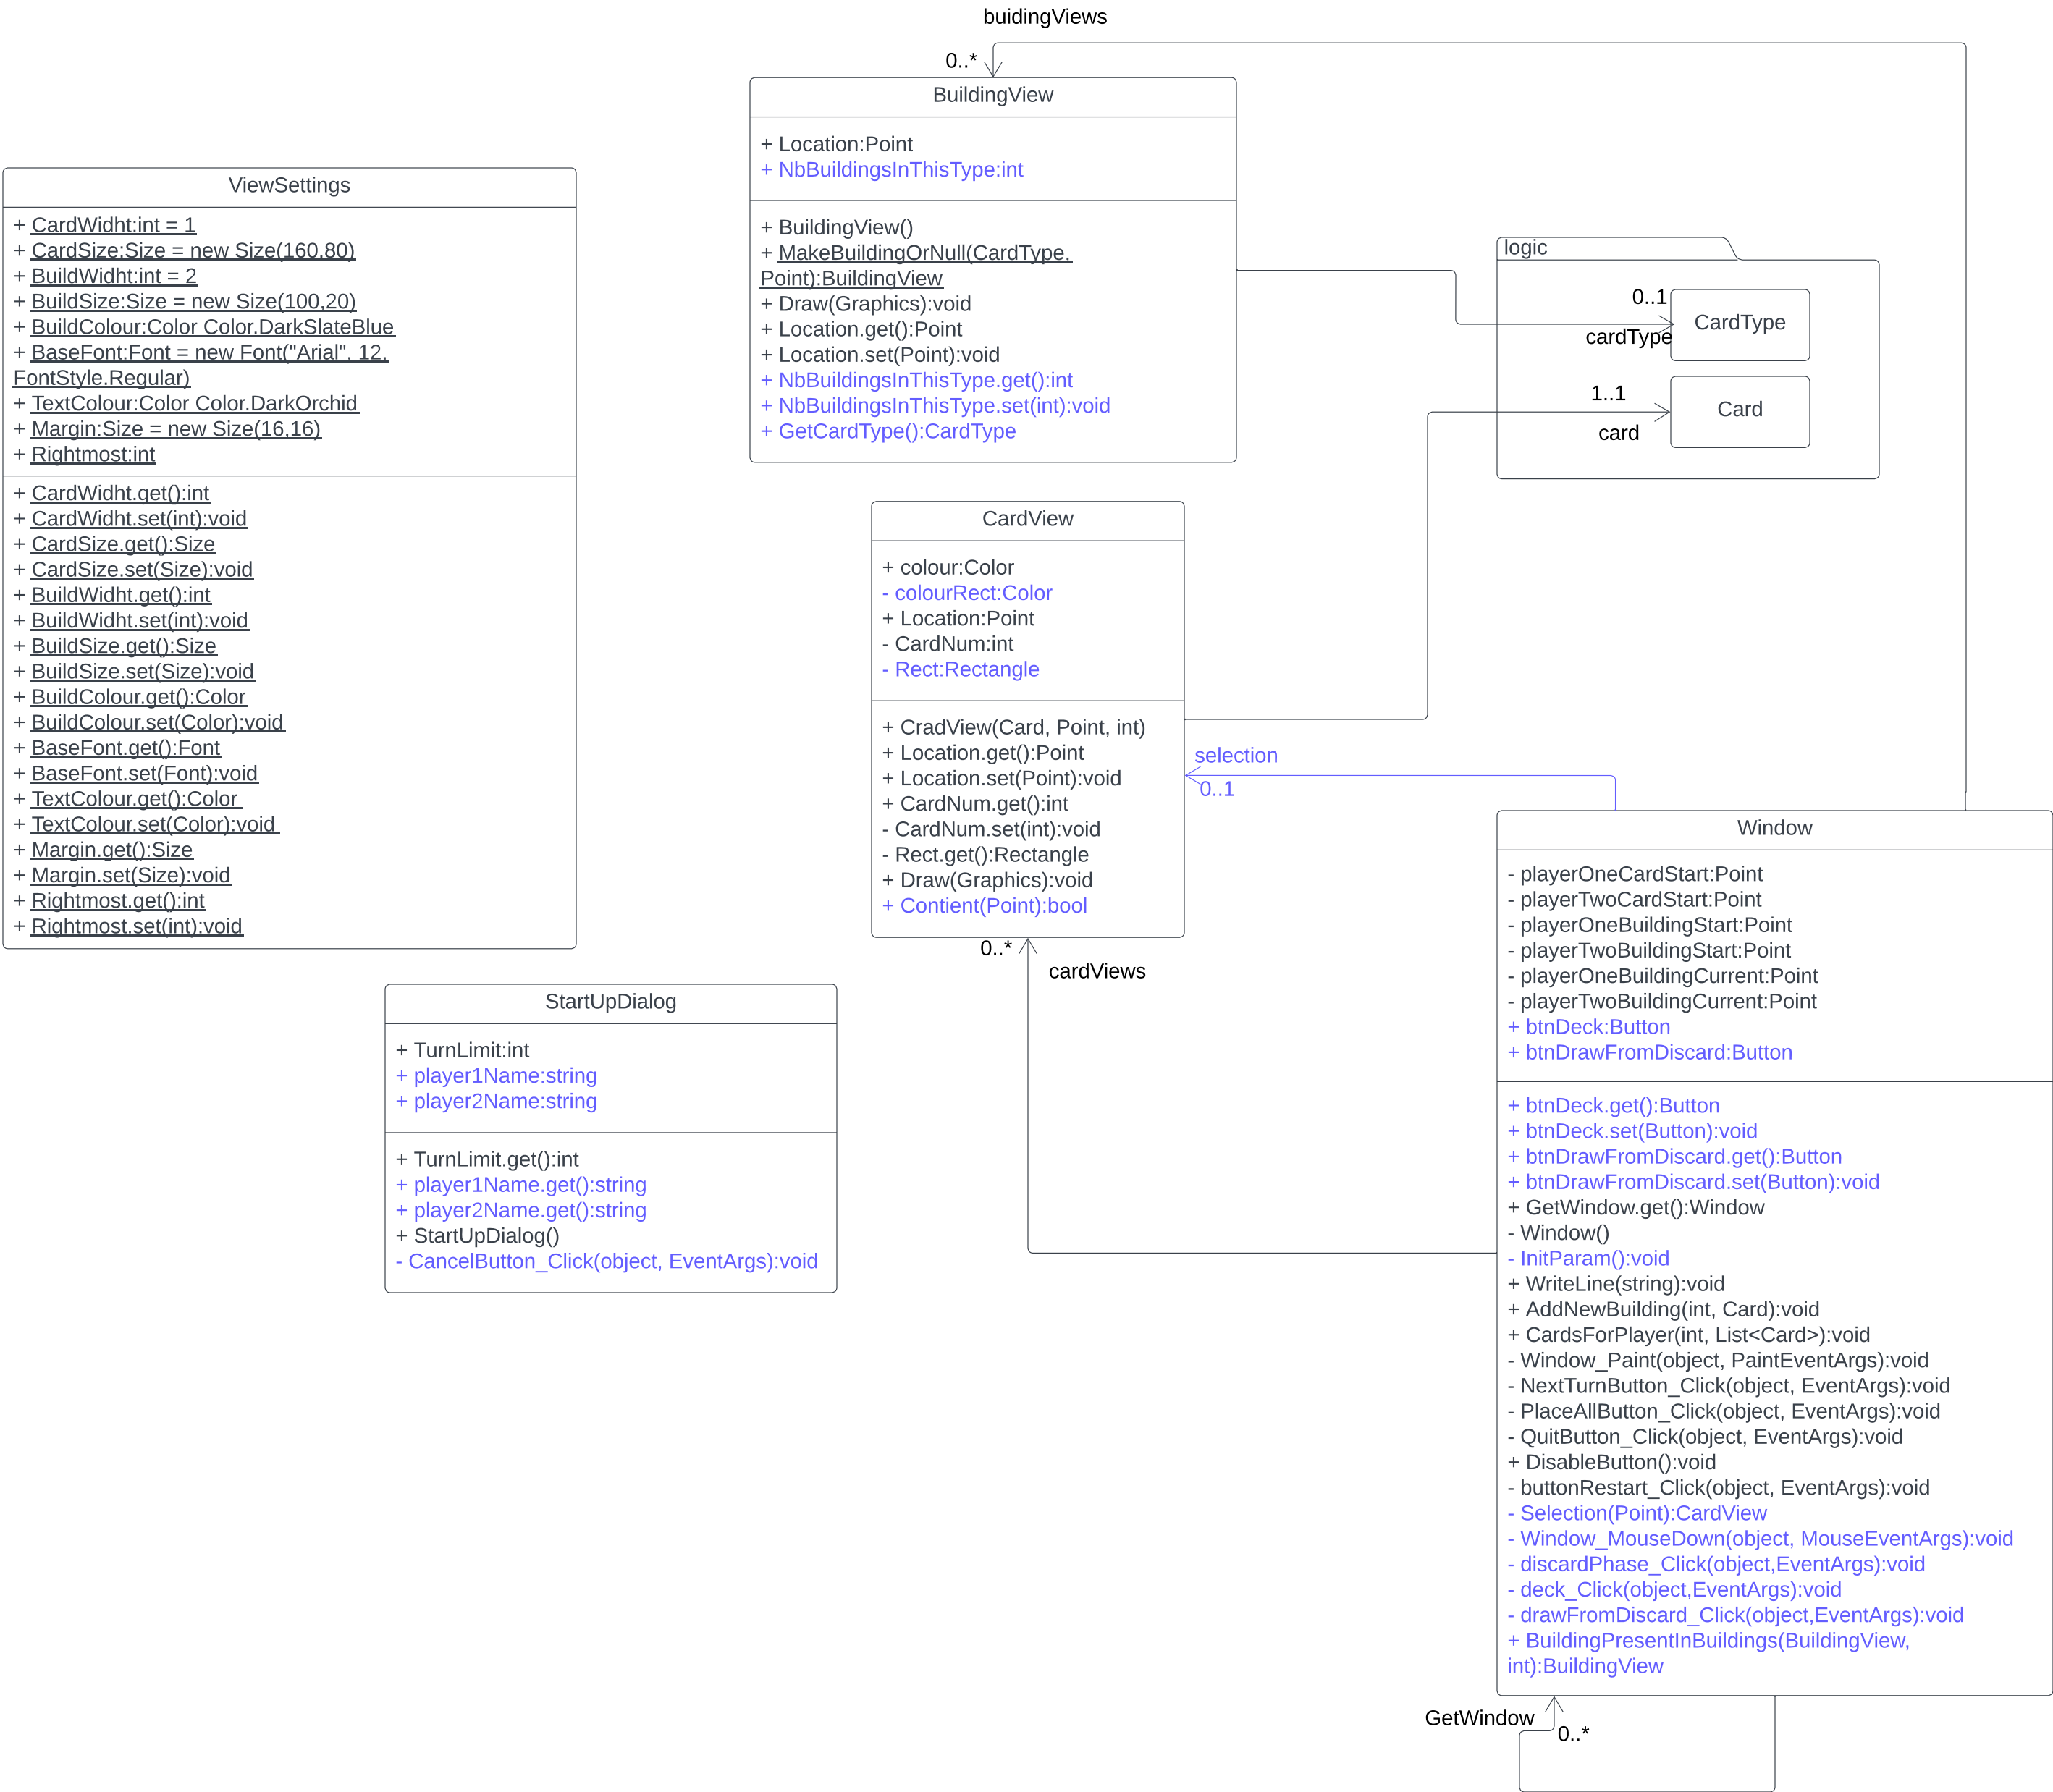 buidingViews
0..*
BuildingView
+ Location:Point
+ NbBuildingsInThisType:int
+ BuildingView()
+ MakeBuildingOrNull(CardType,
Point):BuildingView
+ Draw(Graphics):void
+ Location.get():Point
+ Location.set(Point):void
+ NbBuildingsInThisType.get():int
+ NbBuildingsInThisType.set(int):void
+ GetCardType():CardType
ViewSettings
+ CardWidht:int = 1
+ CardSize:Size = new Size(160,80)
+ BuildWidht:int = 2
+ BuildSize:Size = new Size(100,20)
+ BuildColour:Color Color.DarkSlateBlue
+ BaseFont:Font = new Font("Arial", 12,
FontStyle.Regular)
+ TextColour:Color Color.DarkOrchid
+ Margin:Size = new Size(16,16)
+ Rightmost:int
+ CardWidht.get():int
+ CardWidht.set(int):void
+ CardSize.get():Size
+ CardSize.set(Size):void
+ BuildWidht.get():int
+ BuildWidht.set(int):void
+ BuildSize.get():Size
+ BuildSize.set(Size):void
+ BuildColour.get():Color
+ BuildColour.set(Color):void
+ BaseFont.get():Font
+ BaseFont.set(Font):void
+ TextColour.get():Color
+ TextColour.set(Color):void
+ Margin.get():Size
+ Margin.set(Size):void
+ Rightmost.get():int
+ Rightmost.set(int):void
logic
0..1
cardType
CardType
1..1
card
Card
CardView
+ colour:Color
- colourRect:Color
+ Location:Point
- CardNum:int
- Rect:Rectangle
+ CradView(Card, Point, int)
+ Location.get():Point
+ Location.set(Point):void
+ CardNum.get():int
- CardNum.set(int):void
- Rect.get():Rectangle
+ Draw(Graphics):void
+ Contient(Point):bool
selection
0..1
0..*
cardViews
StartUpDialog
+ TurnLimit:int
+ player1Name:string
+ player2Name:string
+ TurnLimit.get():int
+ player1Name.get():string
+ player2Name.get():string
+ StartUpDialog()
- CancelButton_Click(object, EventArgs):void
Window
- playerOneCardStart:Point
- playerTwoCardStart:Point
- playerOneBuildingStart:Point
- playerTwoBuildingStart:Point
- playerOneBuildingCurrent:Point
- playerTwoBuildingCurrent:Point
+ btnDeck:Button
+ btnDrawFromDiscard:Button
+ btnDeck.get():Button
+ btnDeck.set(Button):void
+ btnDrawFromDiscard.get():Button
+ btnDrawFromDiscard.set(Button):void
+ GetWindow.get():Window
- Window()
- InitParam():void
+ WriteLine(string):void
+ AddNewBuilding(int, Card):void
+ CardsForPlayer(int, List<Card>):void
- Window_Paint(object, PaintEventArgs):void
- NextTurnButton_Click(object, EventArgs):void
- PlaceAllButton_Click(object, EventArgs):void
- QuitButton_Click(object, EventArgs):void
+ DisableButton():void
- buttonRestart_Click(object, EventArgs):void
- Selection(Point):CardView
- Window_MouseDown(object, MouseEventArgs):void
- discardPhase_Click(object,EventArgs):void
- deck_Click(object,EventArgs):void
- drawFromDiscard_Click(object,EventArgs):void
+ BuildingPresentInBuildings(BuildingView,
int):BuildingView
GetWindow
0..*